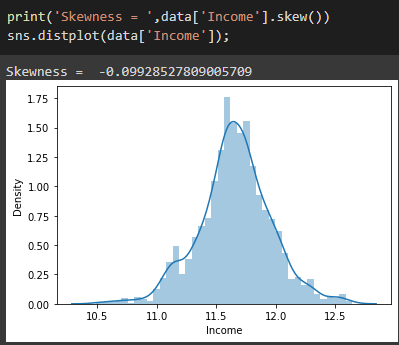 print('Skewness = ',data['Income'].skew())
sns.distplot(data['Income']);
Skewness =  -0.09928527809005709
1.75
1.50
1.25
1.00
0.75
0.50
0.25
0.00
Density
10.5 11.0 11.5 12.0 12.5
Income